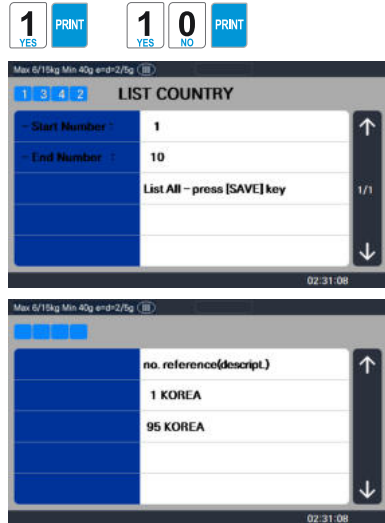 1 YES PRINT 1 YES 0 NO PRINT
Max 6/15kg Min 40g e=d=2/5g (III)
1 3 4 2 LIST COUNTRY
- Start Number : 1
- End Number : 10
List All - press [SAVE] key
1/1
02:31:08
Max 6/15kg Min 40g e=d=2/5g (III)
no. reference(descript.)
1 KOREA
95 KOREA
02:31:08